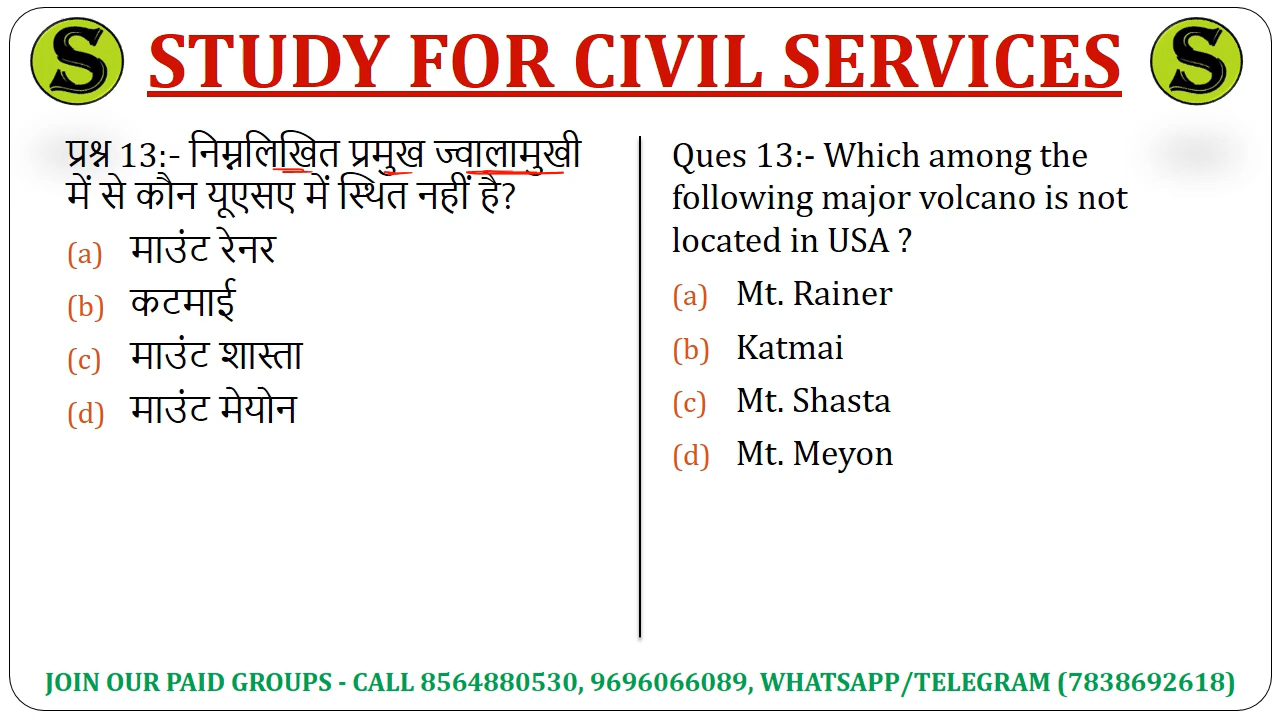 S STUDY FOR CIVIL SERVICES S
प्रश्न 13:- निम्नलिखित प्रमुख ज्वालामुखी
में से कौन यूएसए में स्थित नहीं है?
(a) माउंट रेनर
(b) कटमाई
(c) माउंट शास्ता
(d) माउंट मेयोन
Ques 13:- Which among the
following major volcano is not
located in USA ?
(a) Mt. Rainer
(b) Katmai
(c) Mt. Shasta
(d) Mt. Meyon
JOIN OUR PAID GROUPS - CALL 8564880530, 9696066089, WHATSAPP/TELEGRAM (7838692618)